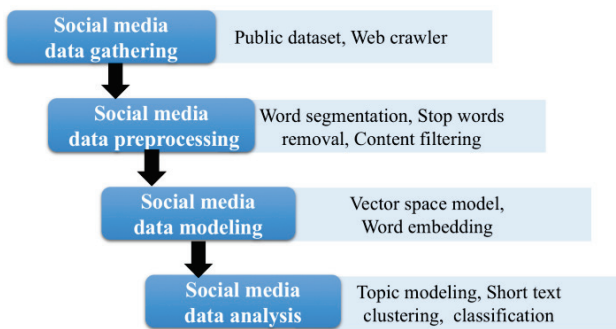 Social media
data gathering
Public dataset, Web crawler
Social media
data preprocessing
Word segmentation, Stop words
removal, Content filtering
Social media
data modeling
Vector space model,
Word embedding
Social media
data analysis
Topic modeling, Short text
clustering, classification